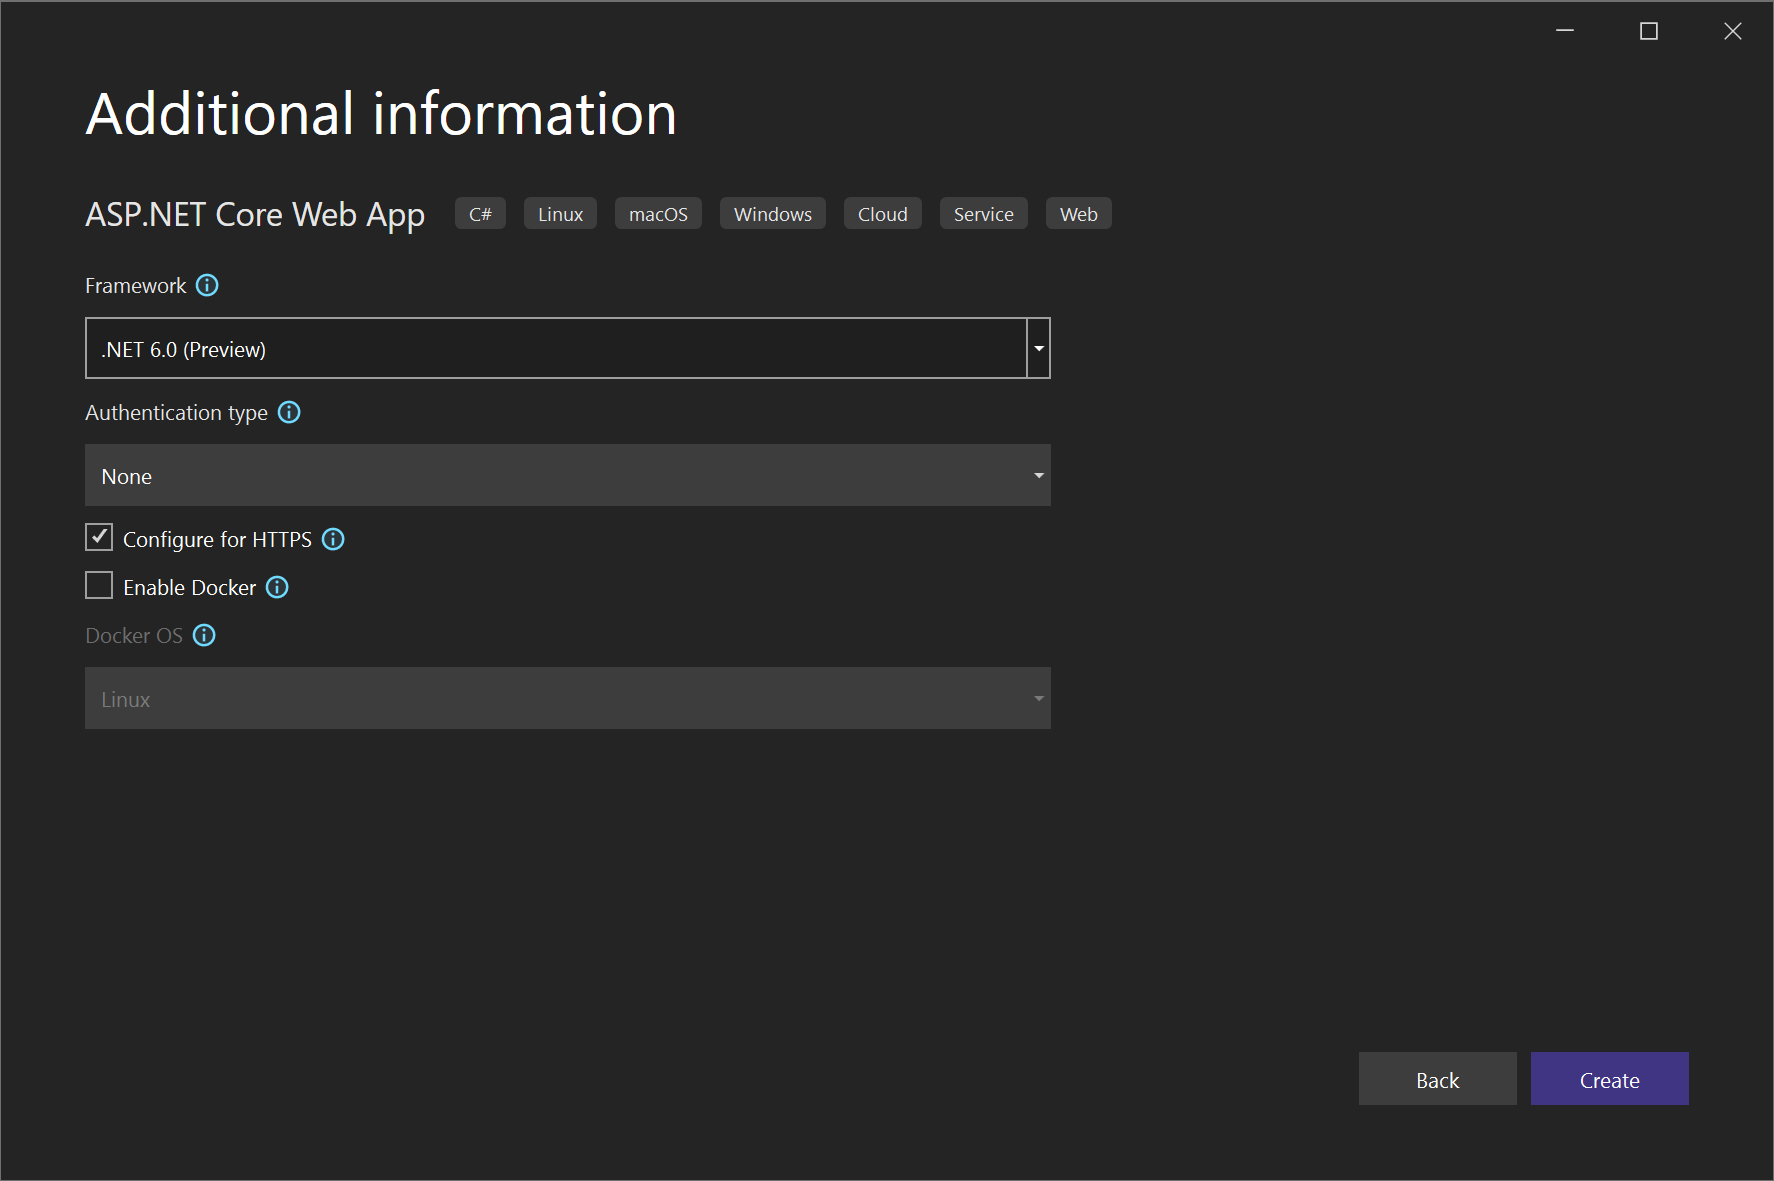 Additional information
ASP.NET Core Web App C# Linux macOS Windows Cloud Service Web
Framework
.NET 6.0 (Preview)
Authentication type
None
Configure for HTTPS
Enable Docker
Docker OS
Linux
Back Create